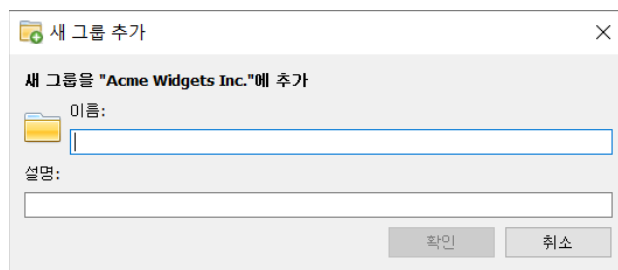 새 그룹 추가
새 그룹을 "Acme Widgets Inc."에 추가
이름:
설명:
확인 취소